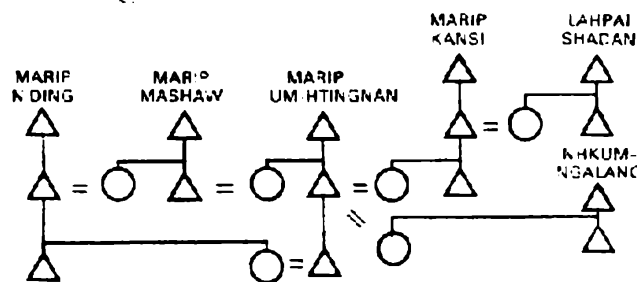 MARIP
KANSI
LAHPAI
SHADAN
MARIP
N'DING
MARIP
MASHAW
MARIP
UM-HTINGNAN
NHKUM-
NGALANG